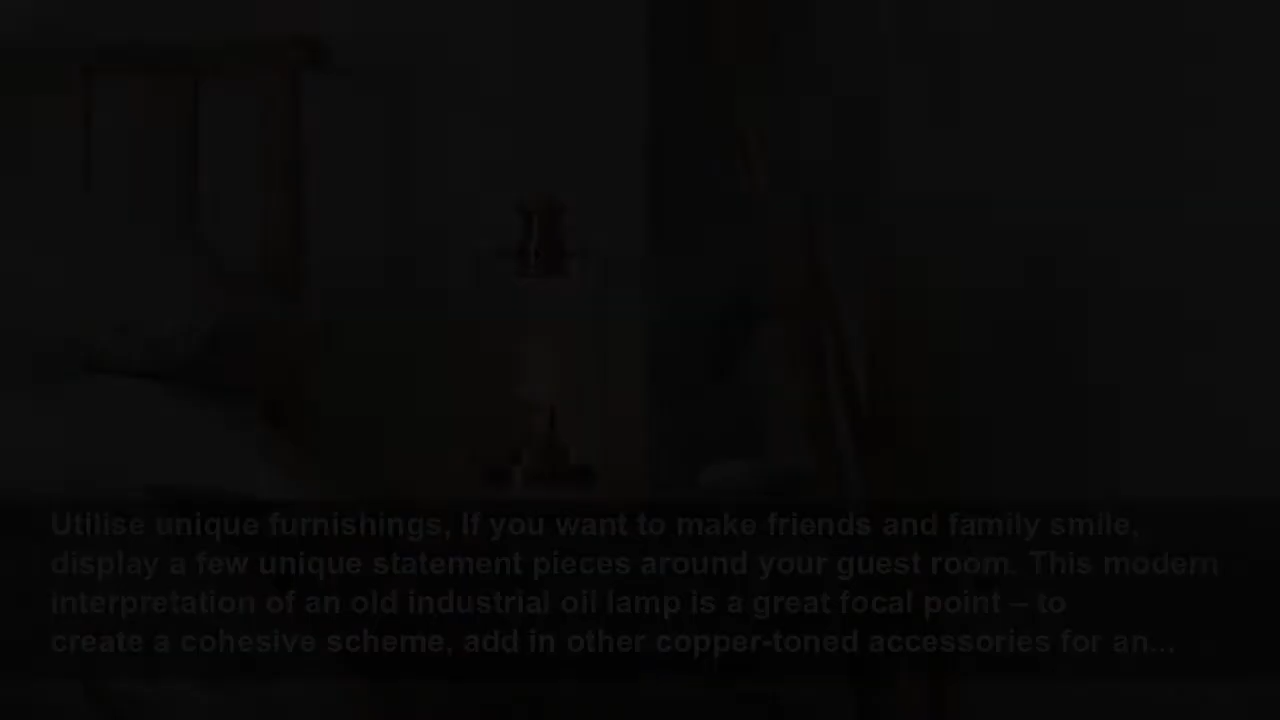 Utilise unique furnishings, If you want to make friends and family smile,
display a few unique statement pieces around your guest room. This modern
interpretation of an old industrial oil lamp is a great focal point – to
create a cohesive scheme, add in other copper-toned accessories for an...